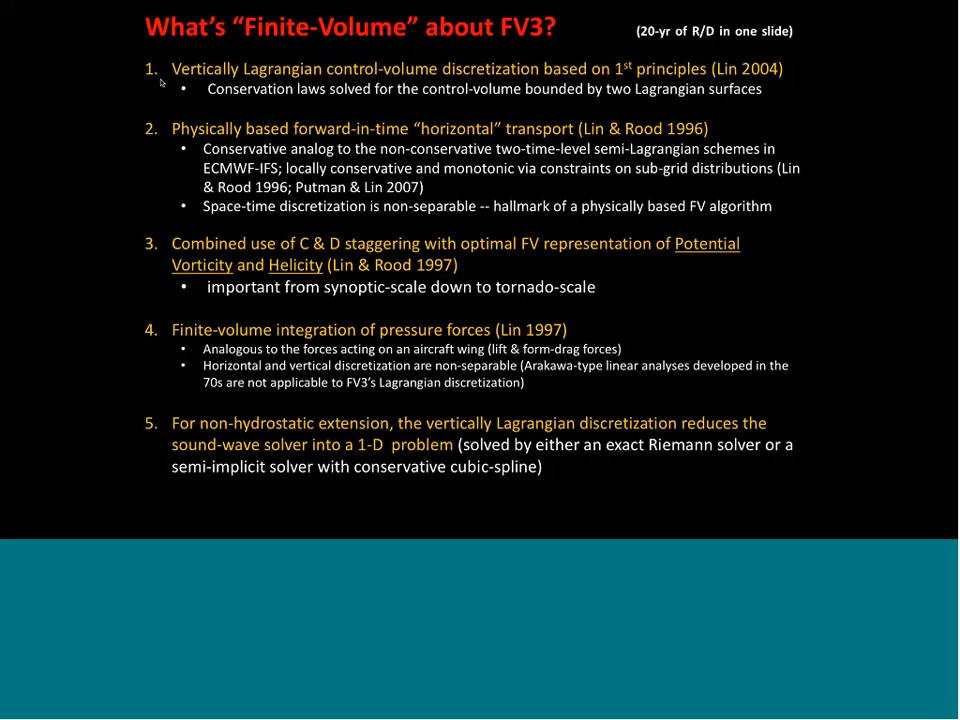 What's “Finite-Volume” about FV3? (20-yr of R/D in one slide)
1. Vertically Lagrangian control-volume discretization based on 1st principles (Lin 2004)
• Conservation laws solved for the control-volume bounded by two Lagrangian surfaces
2. Physically based forward-in-time “horizontal” transport (Lin & Rood 1996)
• Conservative analog to the non-conservative two-time-level semi-Lagrangian schemes in
ECMWF-IFS; locally conservative and monotonic via constraints on sub-grid distributions (Lin
& Rood 1996; Putman & Lin 2007)
• Space-time discretization is non-separable -- hallmark of a physically based FV algorithm
3. Combined use of C & D staggering with optimal FV representation of Potential
Vorticity and Helicity (Lin & Rood 1997)
• important from synoptic-scale down to tornado-scale
4. Finite-volume integration of pressure forces (Lin 1997)
• Analogous to the forces acting on an aircraft wing (lift & form-drag forces)
• Horizontal and vertical discretization are non-separable (Arakawa-type linear analyses developed in the
70s are not applicable to FV3's Lagrangian discretization)
5. For non-hydrostatic extension, the vertically Lagrangian discretization reduces the
sound-wave solver into a 1-D problem (solved by either an exact Riemann solver or a
semi-implicit solver with conservative cubic-spline)